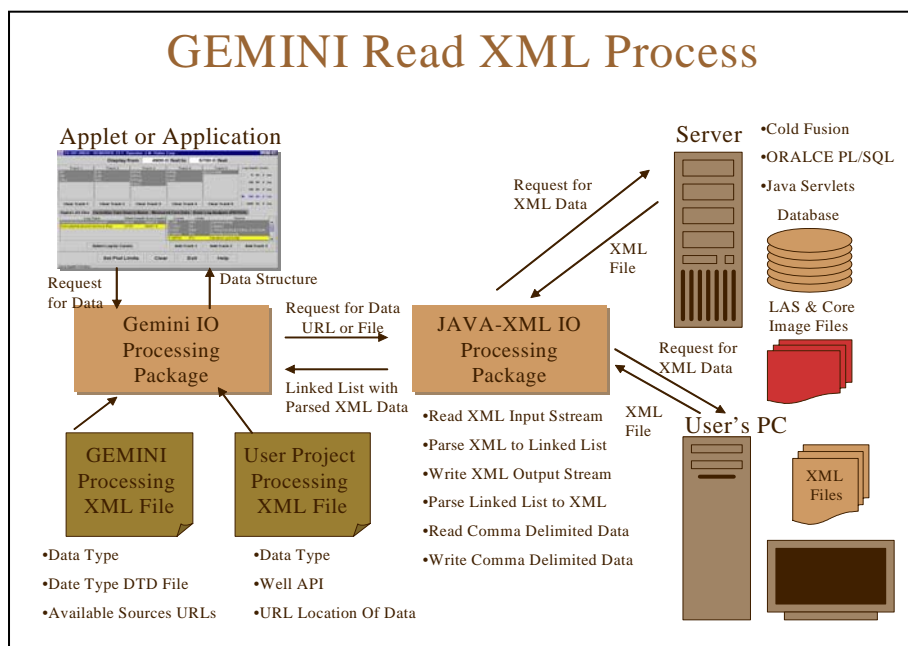 GEMINI Read XML Process
Applet or Application
Request
for Data
Data Structure
Gemini IO
Processing
Package
Request for Data
URL or File
Linked List with
Parsed XML Data
JAVA-XML IO
Processing
Package
Request for
XML Data
XML
File
Server
•Cold Fusion
•ORALCE PL/SQL
•Java Servlets
Database
LAS & Core
Image Files
Request for
XML Data
XML
File
User's PC
XML
Files
GEMINI
Processing
XML File
•Data Type
•Date Type DTD File
•Available Sources URLs
User Project
Processing
XML File
•Data Type
•Well API
•URL Location Of Data
•Read XML Input Sstream
•Parse XML to Linked List
•Write XML Output Stream
•Parse Linked List to XML
•Read Comma Delimited Data
•Write Comma Delimited Data